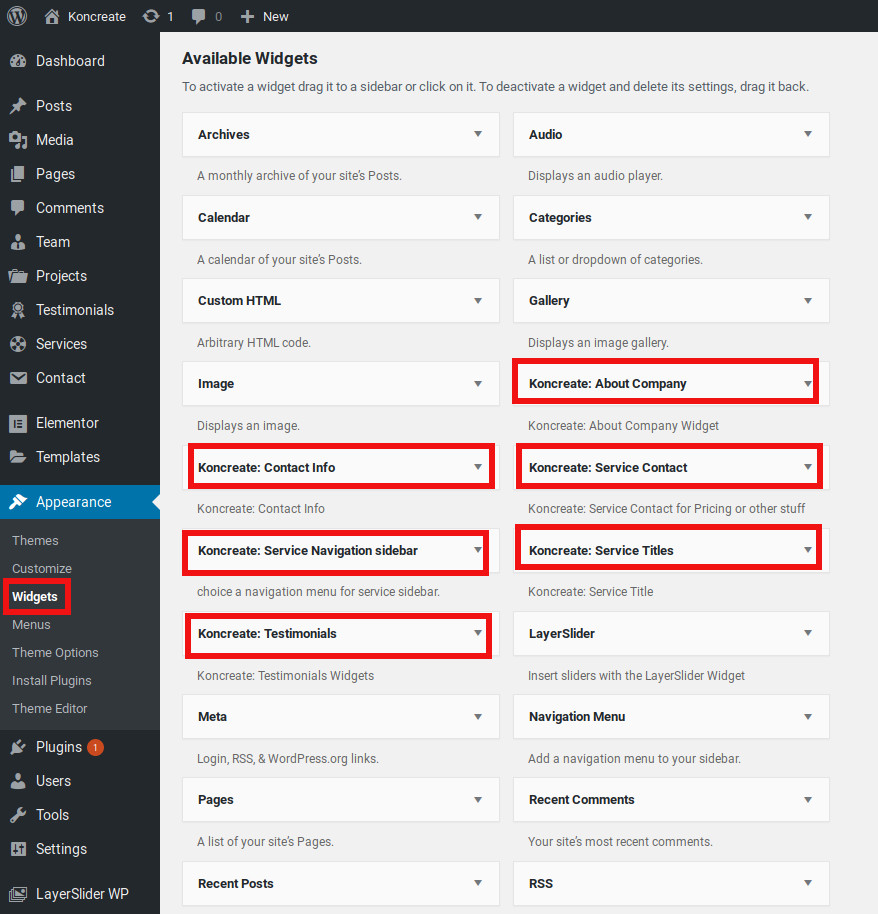 Koncreate 1 0 New
Dashboard
Posts
Media
Pages
Comments
Team
Projects
Testimonials
Services
Contact
Elementor
Templates
Appearance
Themes
Customize
Widgets
Menus
Theme Options
Install Plugins
Theme Editor
Plugins 1
Users
Tools
Settings
LayerSlider WP
Available Widgets
To activate a widget drag it to a sidebar or click on it. To deactivate a widget and delete its settings, drag it back.
Archives
Audio
A monthly archive of your site's Posts.
Displays an audio player.
Calendar
Categories
A calendar of your site's Posts.
A list or dropdown of categories.
Custom HTML
Gallery
Arbitrary HTML code.
Displays an image gallery.
Image
Koncreate: About Company
Displays an image.
Koncreate: About Company Widget
Koncreate: Contact Info
Koncreate: Service Contact
Koncreate: Contact Info
Koncreate: Service Contact for Pricing or other stuff
Koncreate: Service Navigation sidebar
Koncreate: Service Titles
choice a navigation menu for service sidebar.
Koncreate: Service Title
Koncreate: Testimonials
LayerSlider
Koncreate: Testimonials Widgets
Insert sliders with the LayerSlider Widget
Meta
Navigation Menu
Login, RSS, & WordPress.org links.
Add a navigation menu to your sidebar.
Pages
Recent Comments
A list of your site's Pages.
Your site's most recent comments.
Recent Posts
RSS